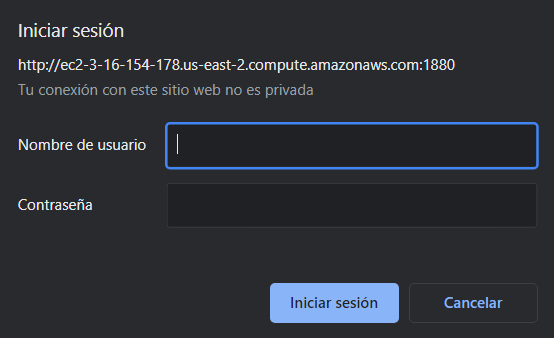 Iniciar sesión
http://ec2-3-16-154-178.us-east-2.compute.amazonaws.com:1880
Tu conexión con este sitio web no es privada
Nombre de usuario
Contraseña
Iniciar sesión
Cancelar